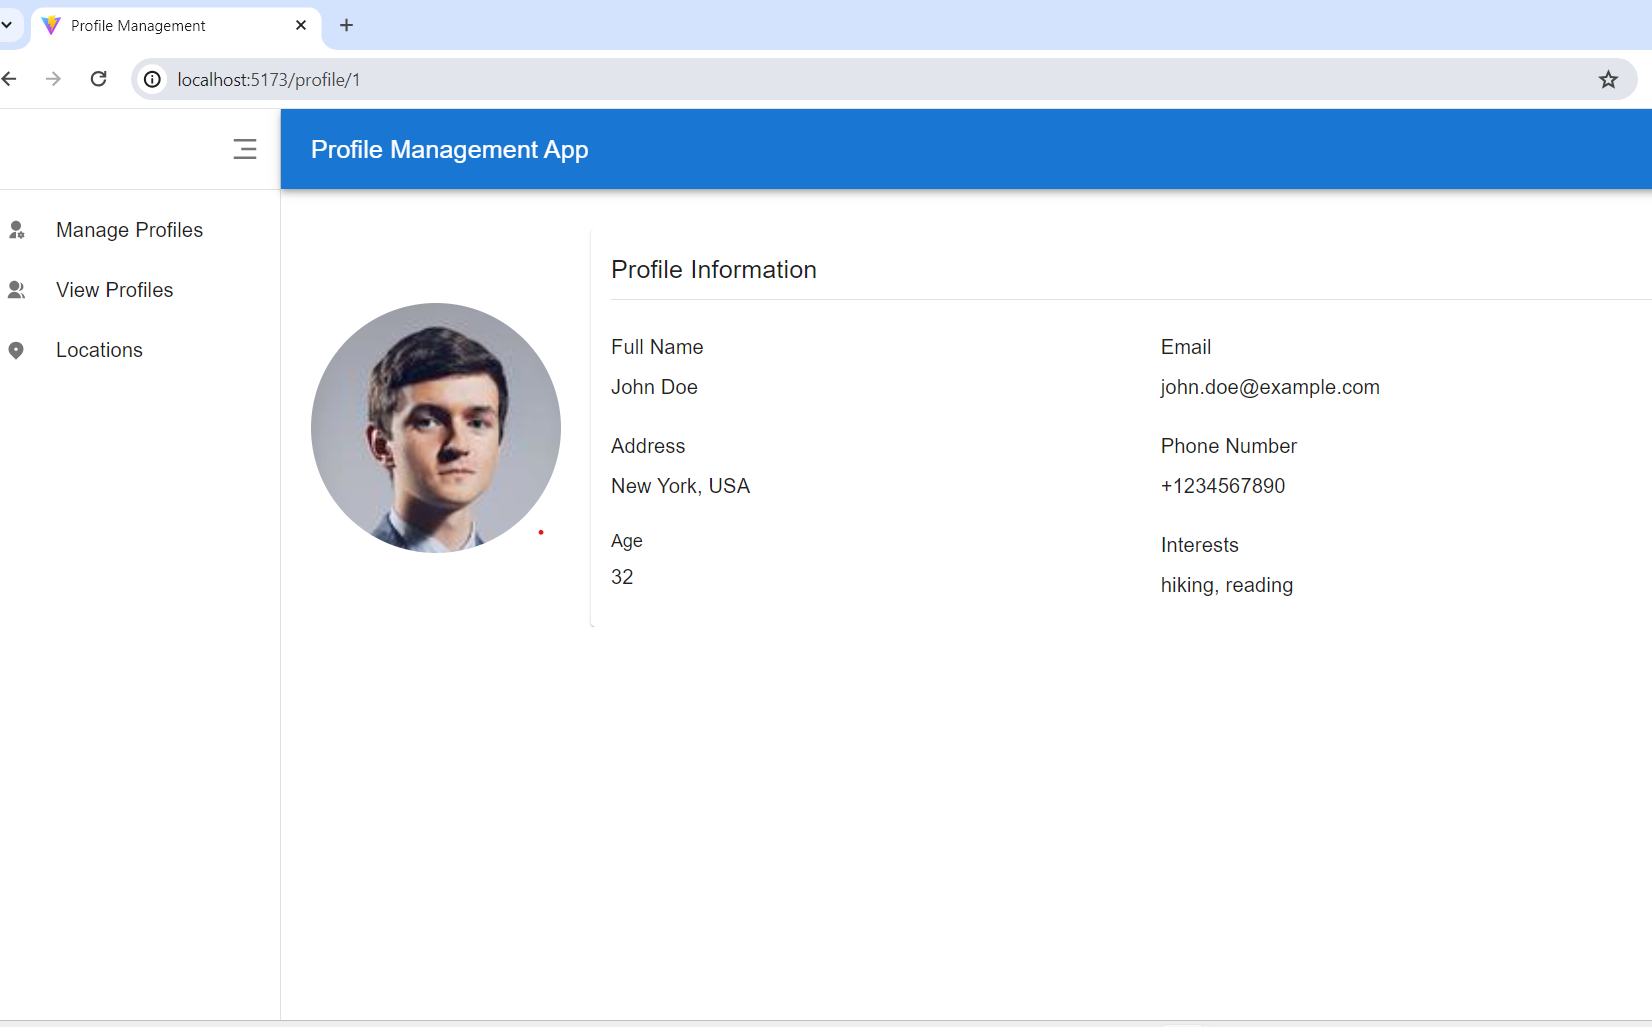 Profile Management
localhost:5173/profile/1
Profile Management App
Manage Profiles
View Profiles
Locations
Profile Information
Full Name
John Doe
Email
john.doe@example.com
Address
New York, USA
Phone Number
+1234567890
Age
32
Interests
hiking, reading